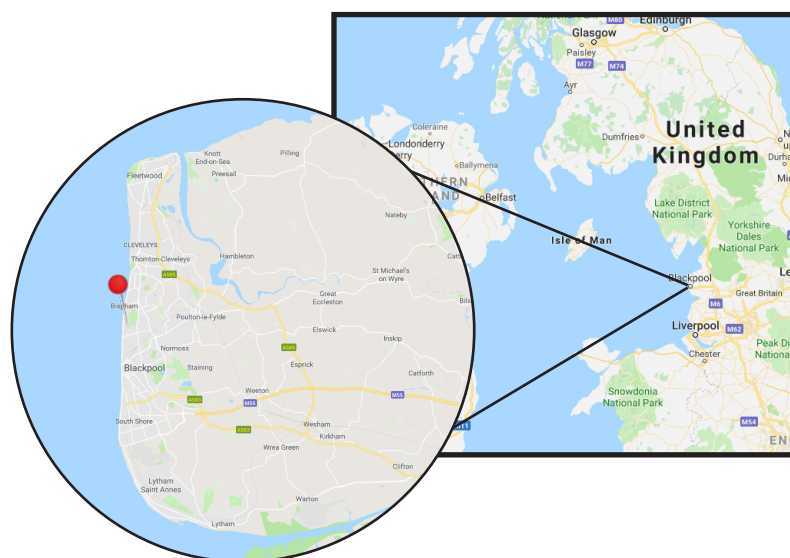 M80
Edinburgh
Glasgow
Paisley
M77
M74
Ayr
Coleraine
Londonderry
Dumfries
United
Kingdom
Ballymena
Belfast
Lake District
National Park
Yorkshire
Dales
National Park
Isle of Man
Blackpool
M6
Great Britain
Liverpool
M62
Chester
Snowdonia
National Park
M54
Knott
End-on-Sea
Pilling
Fleetwood
Preesall
Nateby
CLEVELEYS
Thornton-Cleveleys
Hambleton
A585
St Michael's
on Wyre
Great
Eccleston
Bispham
Poulton-le-Fylde
Elswick
Inskip
Normoss
A585
Blackpool
Staining
Esprick
Catforth
Weeton
A583
M55
M55
South Shore
A583
Wesham
Kirkham
Wrea Green
Clifton
Lytham
Saint Annes
Warton
Lytham